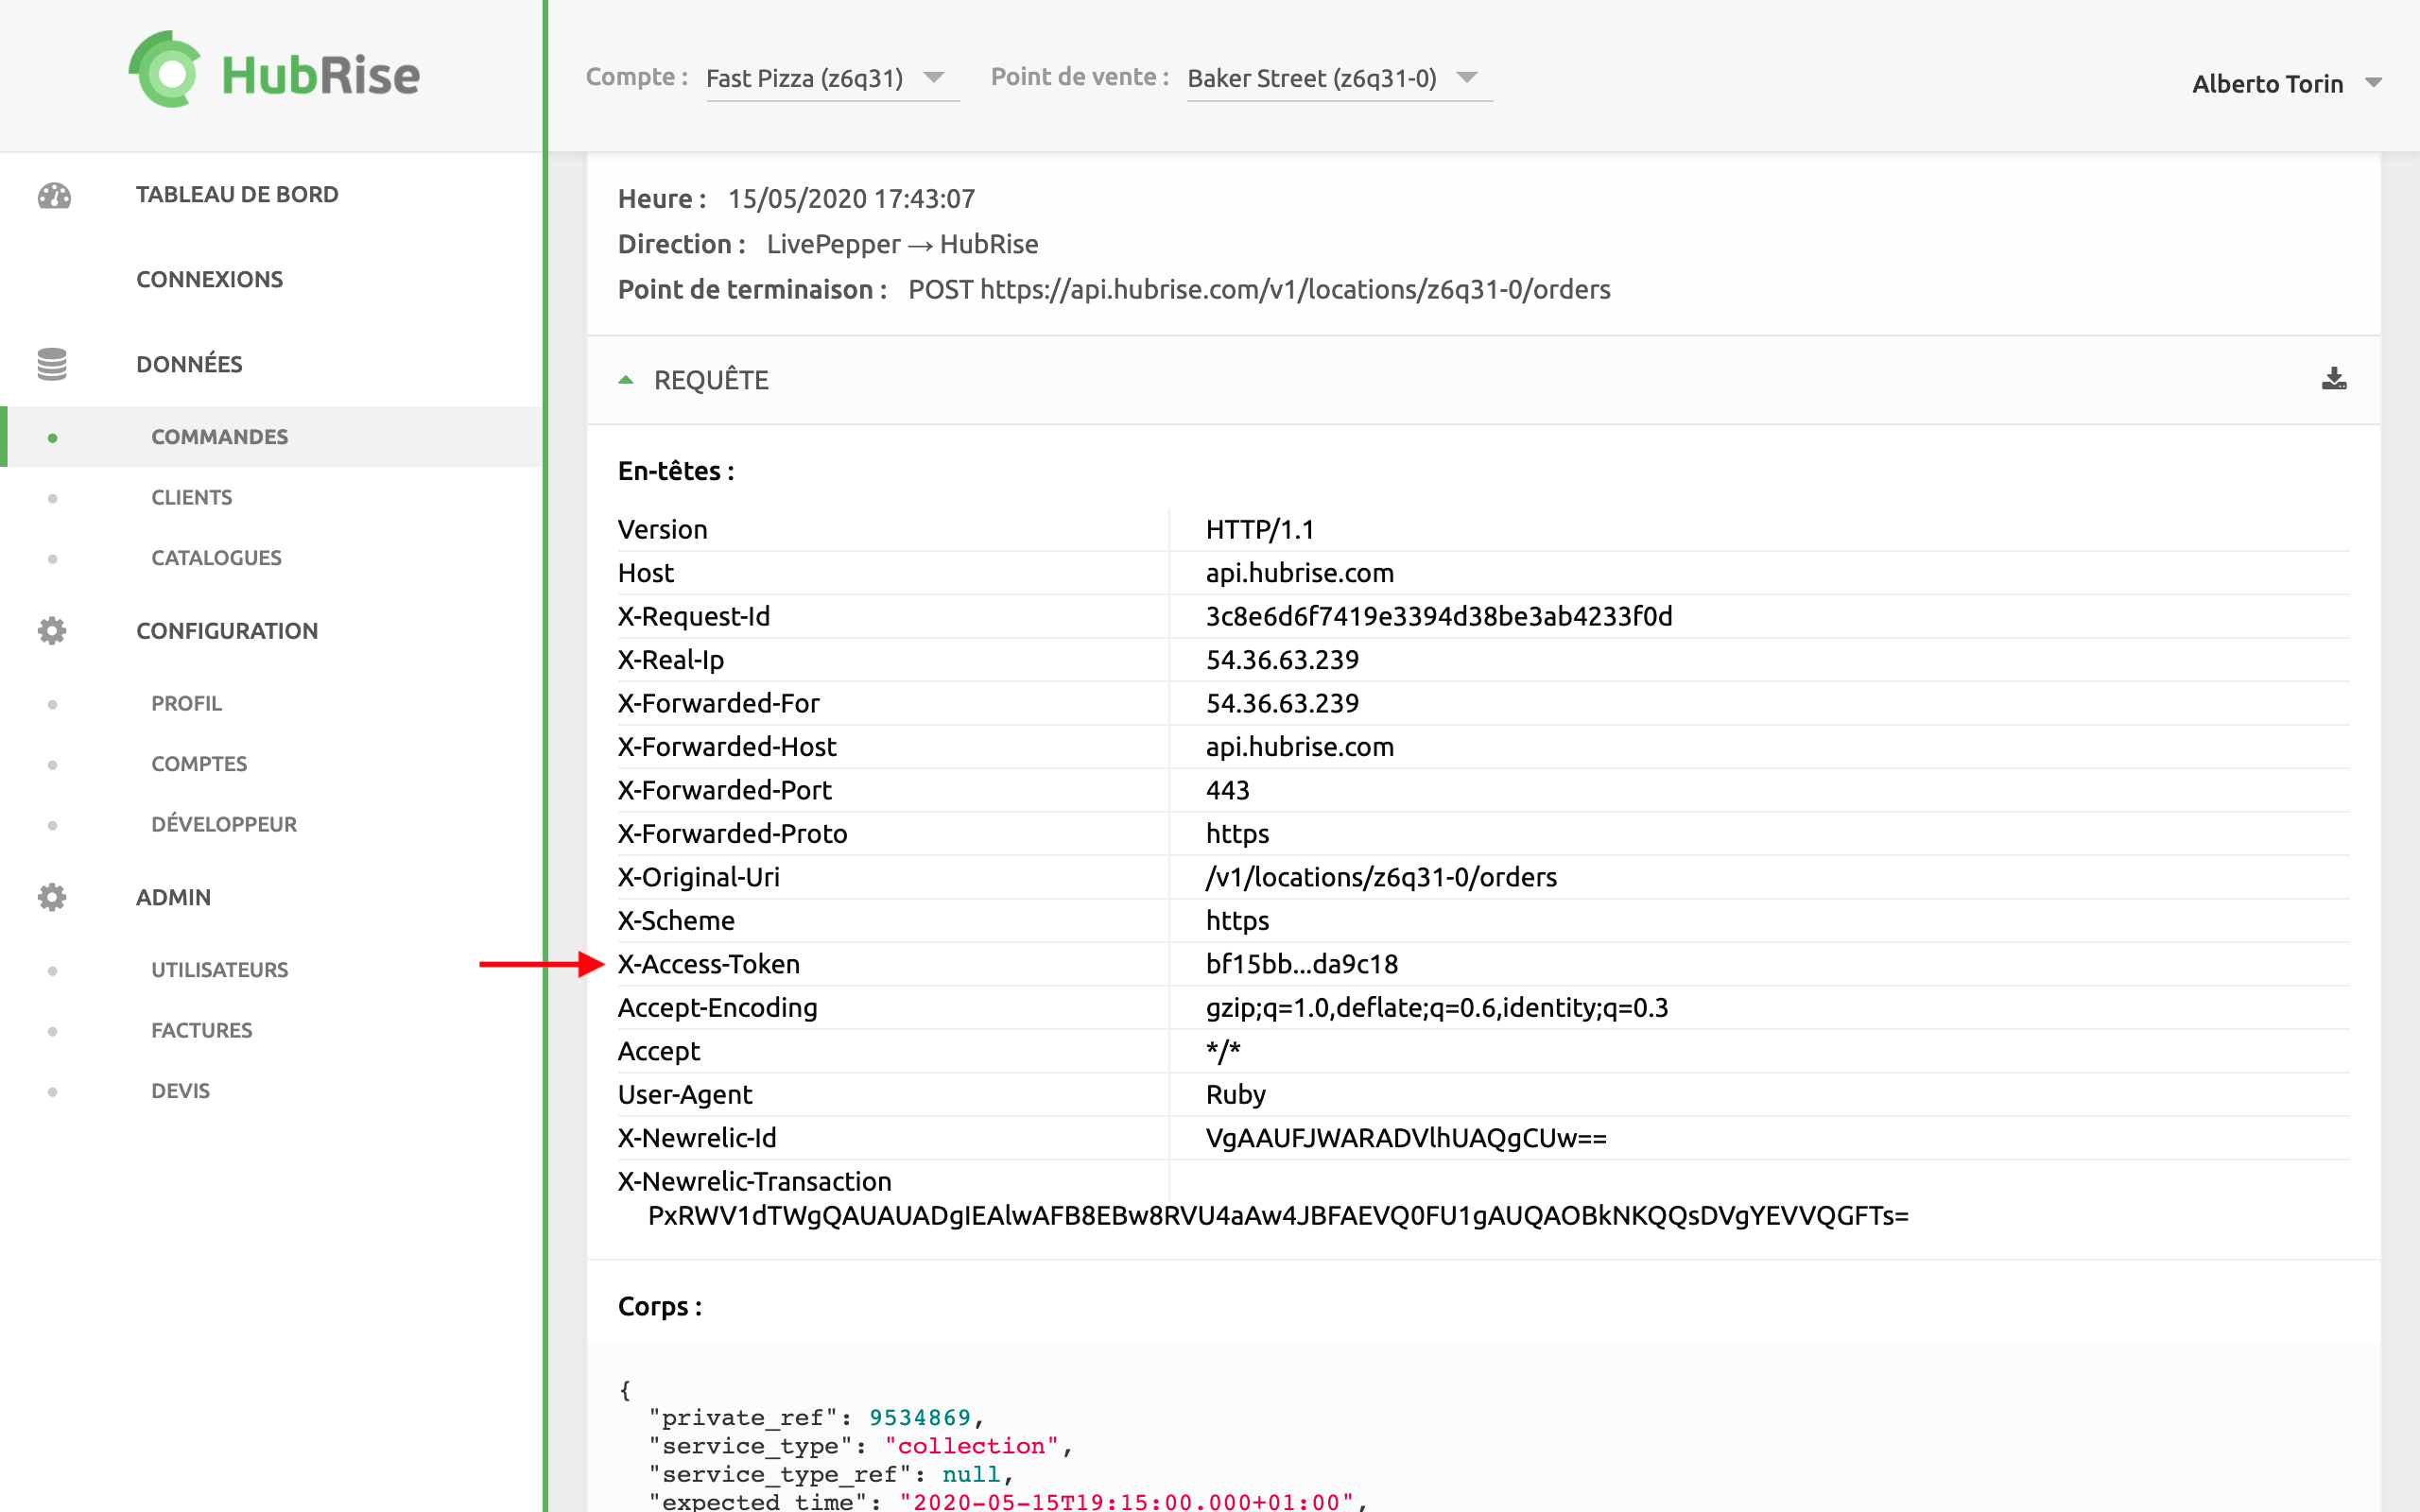 HubRise
Compte : Fast Pizza (z6q31) Point de vente : Baker Street (z6q31-0)
Alberto Torin
TABLEAU DE BORD
CONNEXIONS
DONNÉES
COMMANDES
CLIENTS
CATALOGUES
CONFIGURATION
PROFIL
COMPTES
DÉVELOPPEUR
ADMIN
UTILISATEURS
FACTURES
DEVIS
Heure : 15/05/2020 17:43:07
Direction : LivePepper → HubRise
Point de terminaison : POST https://api.hubrise.com/v1/locations/z6q31-0/orders
REQUÊTE
En-têtes :
Version HTTP/1.1
Host api.hubrise.com
X-Request-Id 3c8e6d6f7419e3394d38be3ab4233f0d
X-Real-Ip 54.36.63.239
X-Forwarded-For 54.36.63.239
X-Forwarded-Host api.hubrise.com
X-Forwarded-Port 443
X-Forwarded-Proto https
X-Original-Uri /v1/locations/z6q31-0/orders
X-Scheme https
X-Access-Token bf15bb...da9c18
Accept-Encoding gzip;q=1.0,deflate;q=0.6,identity;q=0.3
Accept */*
User-Agent Ruby
X-Newrelic-Id VgAAUFJWARADVlhUAQgCUw==
X-Newrelic-Transaction
PxRWV1dTWgQAUAUADgIEAlwAFB8EBw8RVU4aAw4JBFAEVQ0FU1gAUQAOBkNKQQsDVgYEVVQGFTs=
Corps :
{
"private_ref": 9534869,
"service_type": "collection",
"service_type_ref": null,
"expected_time": "2020-05-15T19:15:00.000+01:00",